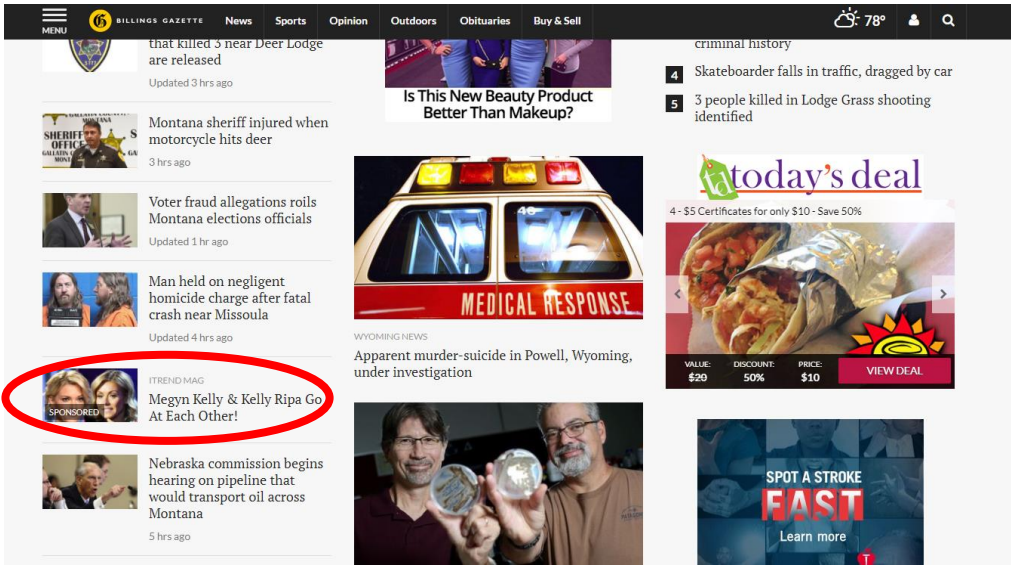 MENU
G BILLINGS GAZETTE News Sports Opinion Outdoors Obituaries Buy & Sell 78°
that killed 3 near Deer Lodge
are released
Updated 3 hrs ago
SHERIFF
OFFICE
Montana sheriff injured when
motorcycle hits deer
3 hrs ago
Voter fraud allegations roils
Montana elections officials
Updated 1 hr ago
Man held on negligent
homicide charge after fatal
crash near Missoula
Updated 4 hrs ago
SPONSORED
ITREND MAG
Megyn Kelly & Kelly Ripa Go
At Each Other!
Nebraska commission begins
hearing on pipeline that
would transport oil across
Montana
5 hrs ago
Is This New Beauty Product
Better Than Makeup?
46
MEDICAL RESPONSE
WYOMING NEWS
Apparent murder-suicide in Powell, Wyoming,
under investigation
criminal history
4 Skateboarder falls in traffic, dragged by car
5 3 people killed in Lodge Grass shooting
identified
td today's deal
4 - $5 Certificates for only $10 - Save 50%
VALUE: DISCOUNT: PRICE:
$20 50% $10 VIEW DEAL
SPOT A STROKE
FAST
Learn more
T